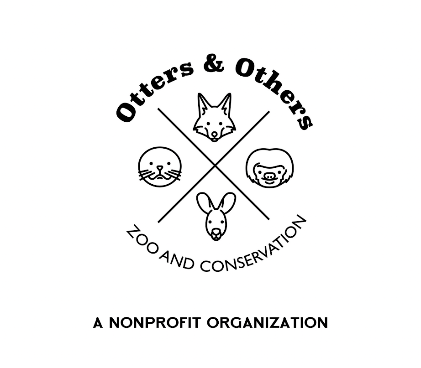 Otters & Others
ZOO AND CONSERVATION
A NONPROFIT ORGANIZATION